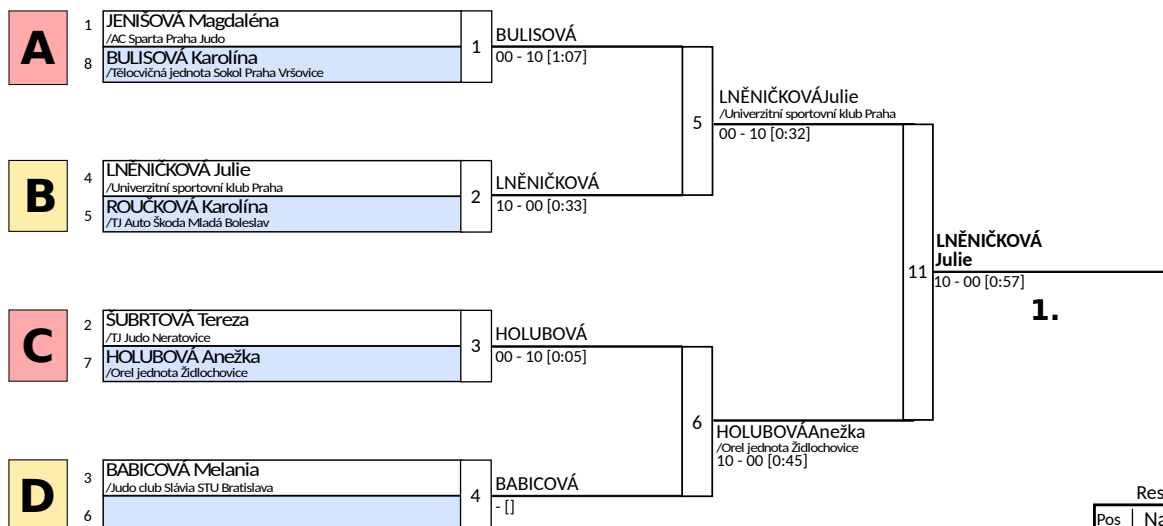 A
1
JENIŠOVÁ Magdaléna
/AC Sparta Praha Judo
8
BULISOVÁ Karolína
/Tělocvičná jednota Sokol Praha Vršovice
1
BULISOVÁ
00 - 10 [1:07]
B
4
LNĚNIČKOVÁ Julie
/Univerzitní sportovní klub Praha
5
ROUČKOVÁ Karolína
/TJ Auto Škoda Mladá Boleslav
2
LNĚNIČKOVÁ
10 - 00 [0:33]
5
LNĚNIČKOVÁJulie
/Univerzitní sportovní klub Praha
00 - 10 [0:32]
C
2
ŠUBRTOVÁ Tereza
/TJ Judo Neratovice
7
HOLUBOVÁ Anežka
/Orel jednota Židlochovice
3
HOLUBOVÁ
00 - 10 [0:05]
D
3
BABICOVÁ Melania
/Judo club Slávia STU Bratislava
6
4
BABICOVÁ
- []
6
HOLUBOVÁAnežka
/Orel jednota Židlochovice
10 - 00 [0:45]
11
LNĚNIČKOVÁ
Julie
10 - 00 [0:57]
1.
Res
Pos
Na